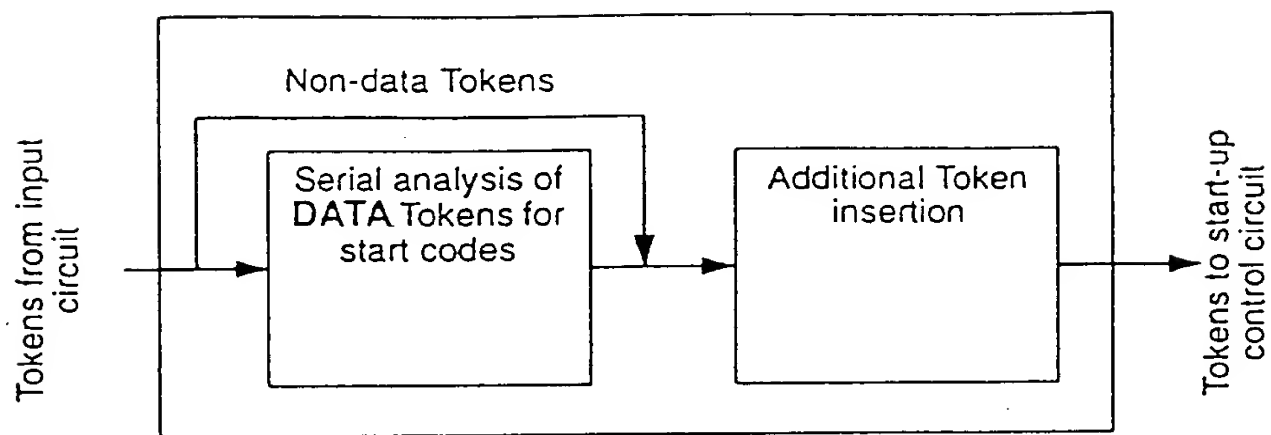 Non-data Tokens
Tokens from input
circuit
Serial analysis of
DATA Tokens for
start codes
Additional Token
insertion
Tokens to start-up
control circuit